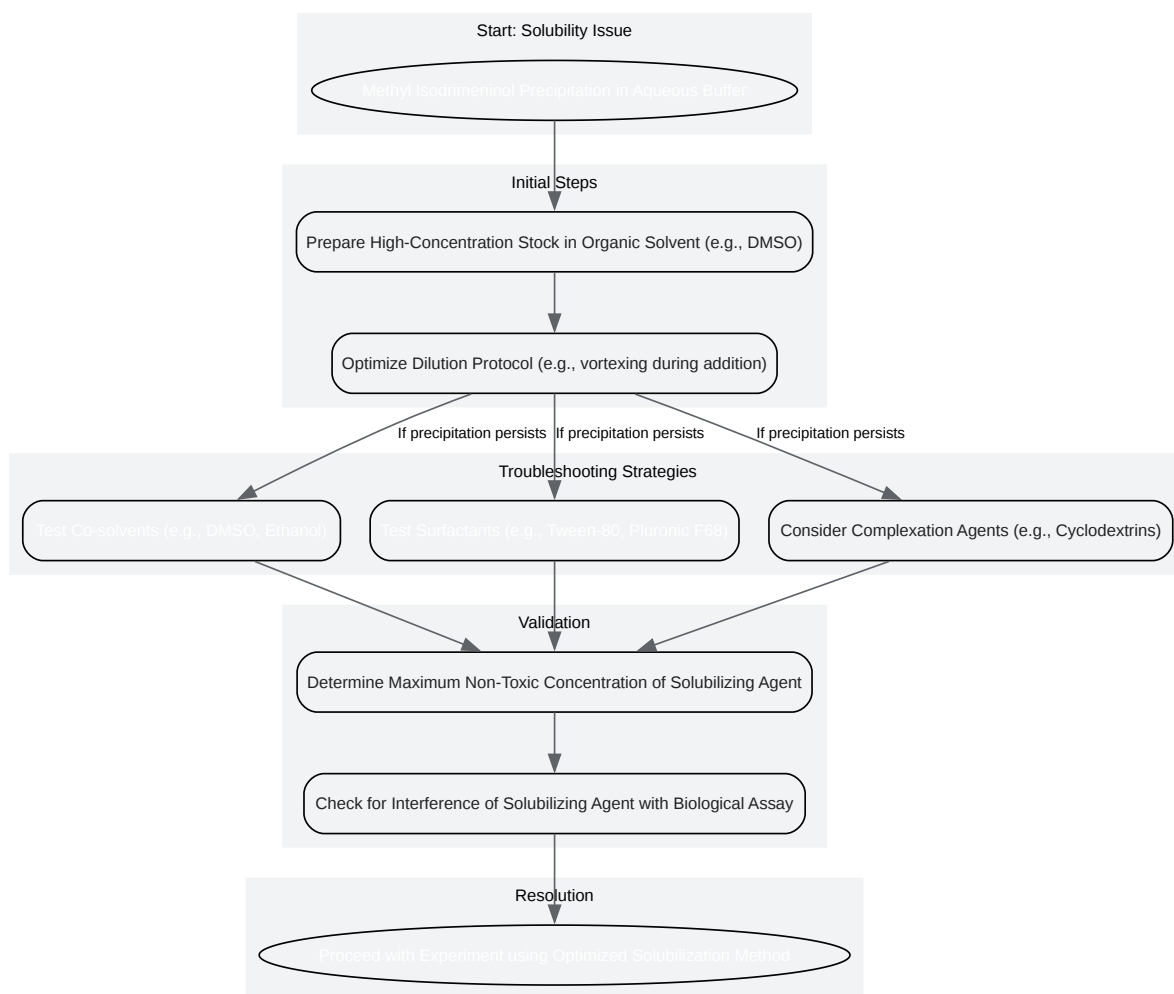 Start: Solubility Issue
Methyl Isodrimeninol Precipitation in Aqueous Buffer
Initial Steps
Prepare High-Concentration Stock in Organic Solvent (e.g., DMSO)
Optimize Dilution Protocol (e.g., vortexing during addition)
If precipitation persists
If precipitation persists
If precipitation persists
Troubleshooting Strategies
Test Co-solvents (e.g., DMSO, Ethanol)
Test Surfactants (e.g., Tween-80, Pluronic F68)
Consider Complexation Agents (e.g., Cyclodextrins)
Validation
Determine Maximum Non-Toxic Concentration of Solubilizing Agent
Check for Interference of Solubilizing Agent with Biological Assay
Resolution
Proceed with Experiment using Optimized Solubilization Method